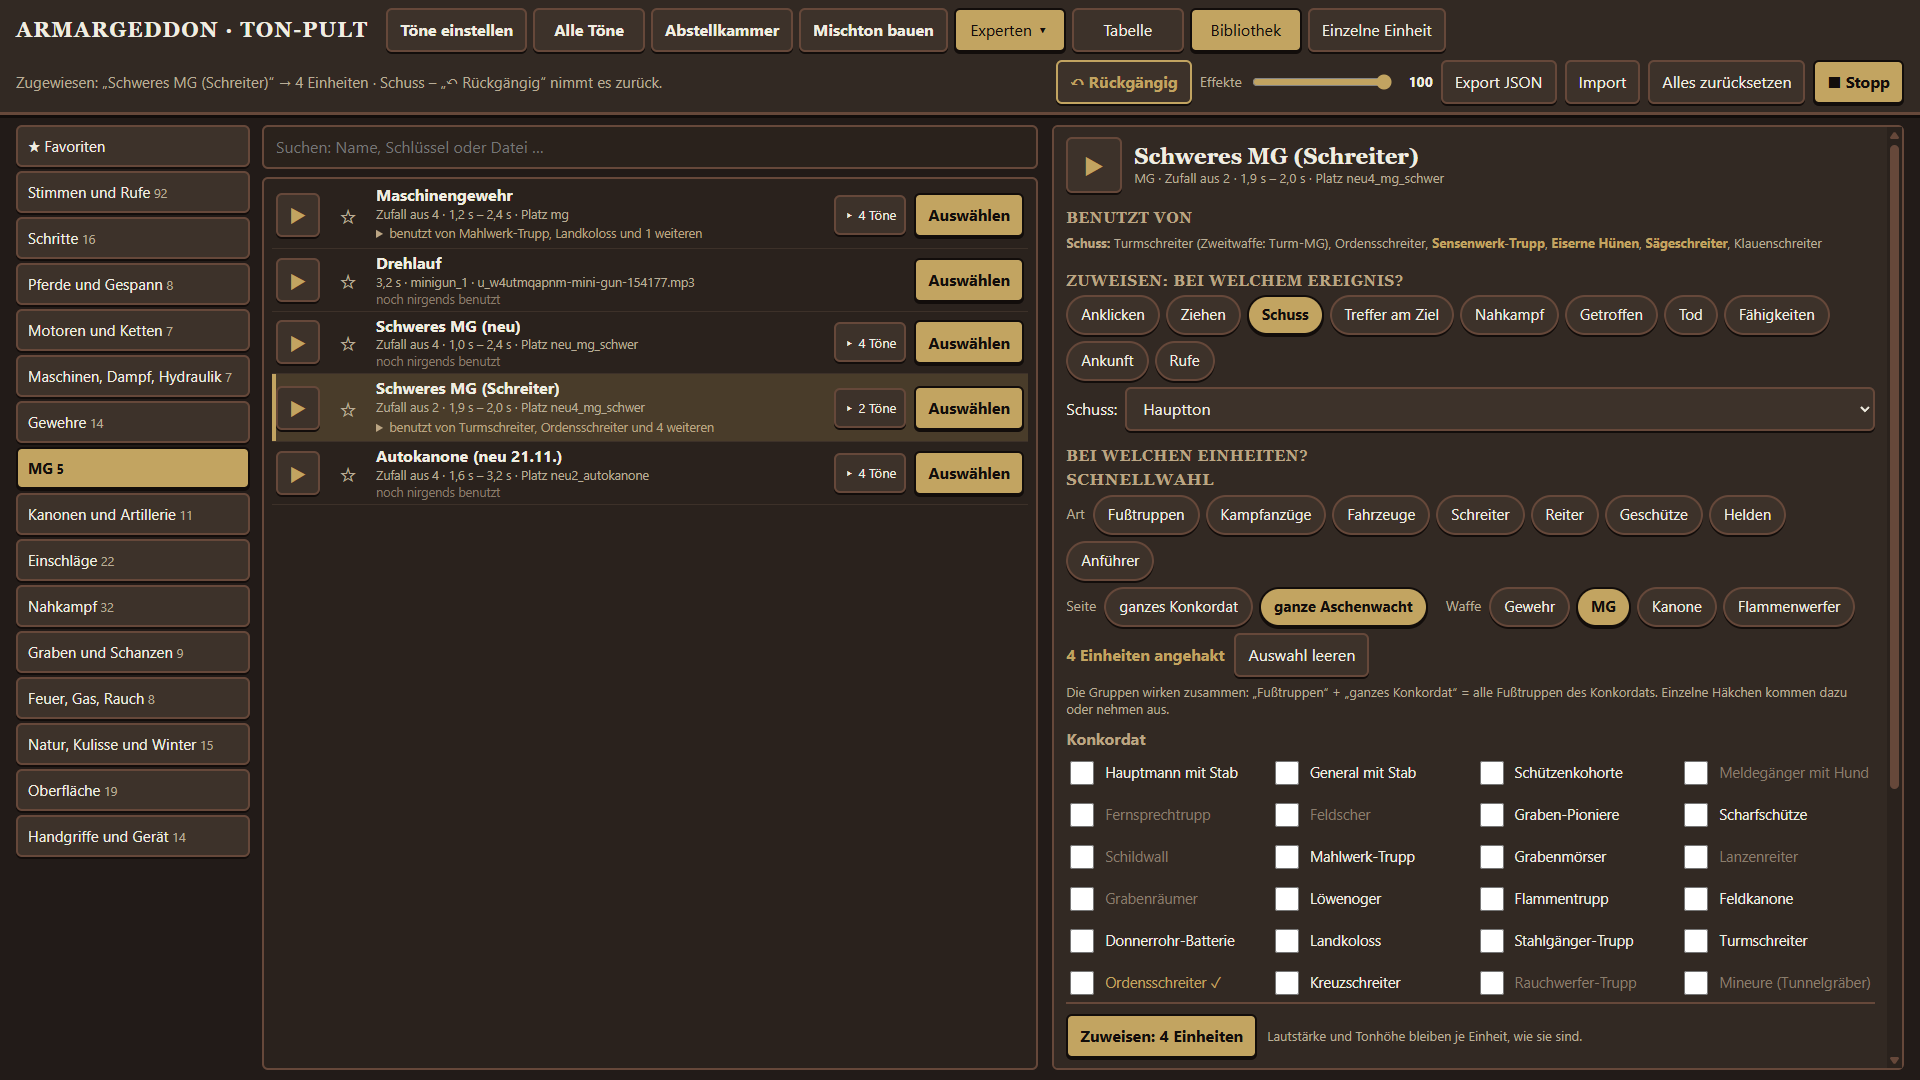 ARMARGEDDON · TON-PULT
Töne einstellen
Alle Töne
Abstellkammer
Mischton bauen
Experten ▾
Tabelle
Bibliothek
Einzelne Einheit
Zugewiesen: „Schweres MG (Schreiter)“ → 4 Einheiten · Schuss – „↶ Rückgängig“ nimmt es zurück.
↶ Rückgängig
Effekte
100
Export JSON
Import
Alles zurücksetzen
■ Stopp
★ Favoriten
Stimmen und Rufe 92
Schritte 16
Pferde und Gespann 8
Motoren und Ketten 7
Maschinen, Dampf, Hydraulik 7
Gewehre 14
MG 5
Kanonen und Artillerie 11
Einschläge 22
Nahkampf 32
Graben und Schanzen 9
Feuer, Gas, Rauch 8
Natur, Kulisse und Winter 15
Oberfläche 19
Handgriffe und Gerät 14
Suchen: Name, Schlüssel oder Datei ...
Maschinengewehr
Zufall aus 4 · 1,2 s – 2,4 s · Platz mg
▶ benutzt von Mahlwerk-Trupp, Landkoloss und 1 weiteren
▸ 4 Töne
Auswählen
Drehlauf
3,2 s · minigun_1 · u_w4utmqapnm-mini-gun-154177.mp3
noch nirgends benutzt
Auswählen
Schweres MG (neu)
Zufall aus 4 · 1,0 s – 2,4 s · Platz neu_mg_schwer
noch nirgends benutzt
▸ 4 Töne
Auswählen
Schweres MG (Schreiter)
Zufall aus 2 · 1,9 s – 2,0 s · Platz neu4_mg_schwer
▶ benutzt von Turmschreiter, Ordensschreiter und 4 weiteren
▸ 2 Töne
Auswählen
Autokanone (neu 21.11.)
Zufall aus 4 · 1,6 s – 3,2 s · Platz neu2_autokanone
noch nirgends benutzt
▸ 4 Töne
Auswählen
Schweres MG (Schreiter)
MG · Zufall aus 2 · 1,9 s – 2,0 s · Platz neu4_mg_schwer
BENUTZT VON
Schuss: Turmschreiter (Zweitwaffe: Turm-MG), Ordensschreiter, Sensenwerk-Trupp, Eiserne Hünen, Sägeschreiter, Klauenschreiter
ZUWEISEN: BEI WELCHEM EREIGNIS?
Anklicken
Ziehen
Schuss
Treffer am Ziel
Nahkampf
Getroffen
Tod
Fähigkeiten
Ankunft
Rufe
Schuss: Hauptton
BEI WELCHEN EINHEITEN?
SCHNELLWAHL
Art Fußtruppen Kampfanzüge Fahrzeuge Schreiter Reiter Geschütze Helden
Anführer
Seite ganzes Konkordat ganze Aschenwacht Waffe Gewehr MG Kanone Flammenwerfer
4 Einheiten angehakt Auswahl leeren
Die Gruppen wirken zusammen: „Fußtruppen“ + „ganzes Konkordat“ = alle Fußtruppen des Konkordats. Einzelne Häkchen kommen dazu
oder nehmen aus.
Konkordat
Hauptmann mit Stab General mit Stab Schützenkohorte Meldegänger mit Hund
Fernsprechtrupp Feldscher Graben-Pioniere Scharfschütze
Schildwall Mahlwerk-Trupp Grabenmörser Lanzenreiter
Grabenräumer Löwenoger Flammentrupp Feldkanone
Donnerrohr-Batterie Landkoloss Stahlgänger-Trupp Turmschreiter
Ordensschreiter ✓ Kreuzschreiter Rauchwerfer-Trupp Mineure (Tunnelgräber)
Zuweisen: 4 Einheiten Lautstärke und Tonhöhe bleiben je Einheit, wie sie sind.